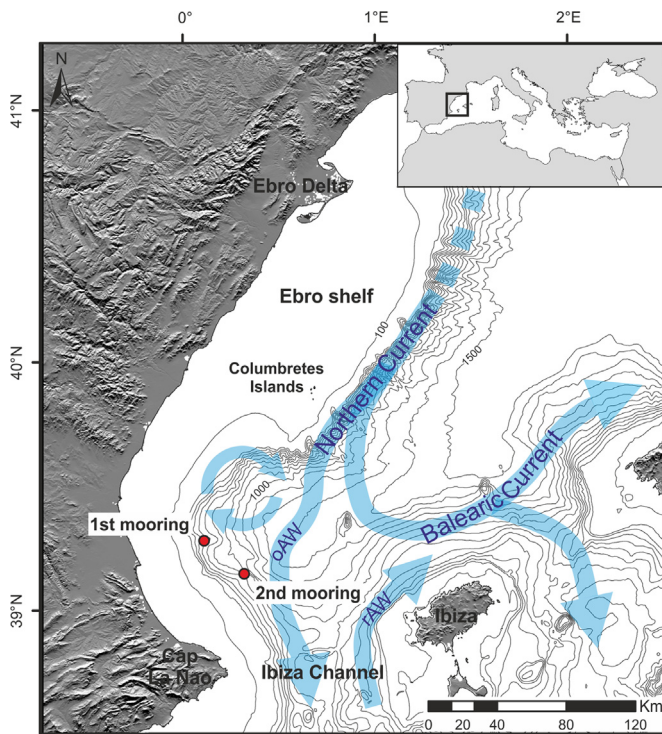 0°
1°E
2°E
N
41°N
Ebro Delta
Ebro shelf
100
40°N
Columbretes
Islands
1500
Northern Current
1000
Balearic Current
1st mooring
oAW
2nd mooring
39°N
rAW
Ibiza
Cap
La Nao
Ibiza Channel
Km
0 20 40 80 120